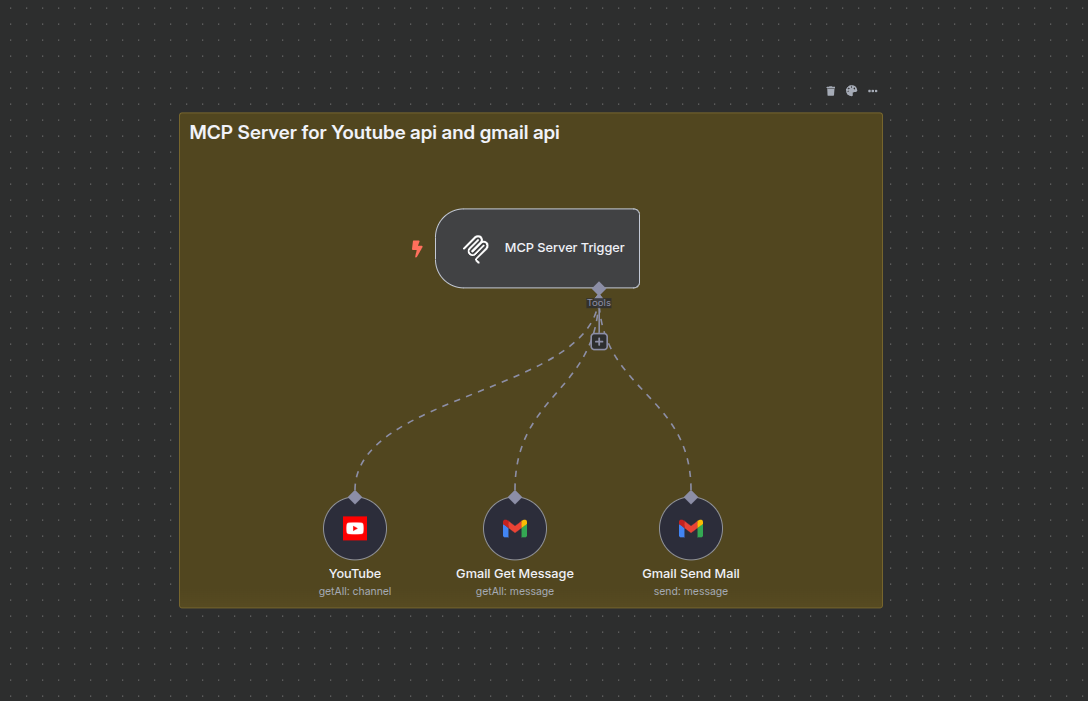 MCP Server for Youtube api and gmail api
MCP Server Trigger
Tools
YouTube
getAll: channel
Gmail Get Message
getAll: message
Gmail Send Mail
send: message